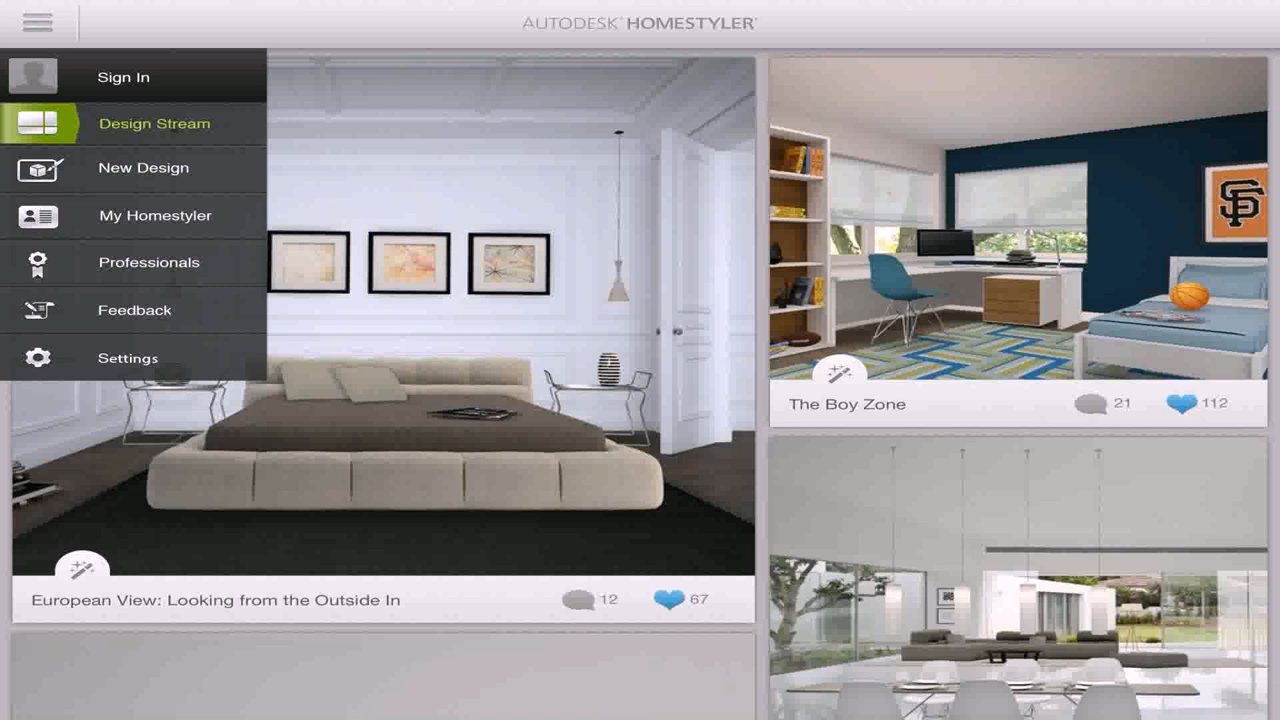 AUTODESK® HOMESTYLER®
Sign In
Design Stream
New Design
My Homestyler
Professionals
Feedback
Settings
SF
The Boy Zone
21
112
European View: Looking from the Outside In
12
67